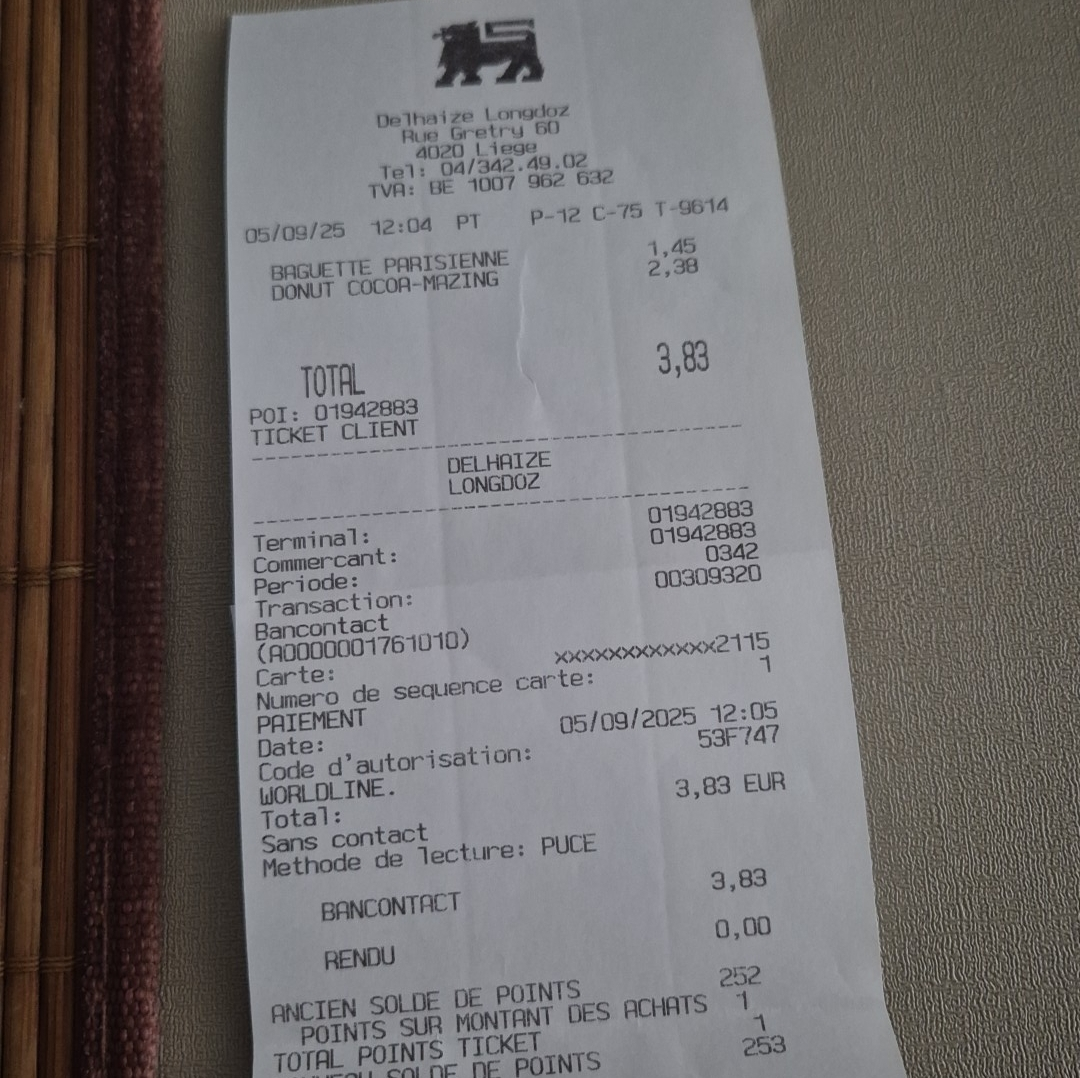 Delhaize Longdoz
Rue Gretry 60
4020 Liege
Tel: 04/342.49.02
TVA: BE 1007 962 632
05/09/25 12:04 PT P-12 C-75 T-9614
BAGUETTE PARISIENNE 1,45
DONUT COCOA-MAZING 2,38
TOTAL 3,83
POI: 01942883
TICKET CLIENT
DELHAIZE
LONGDOZ
Terminal: 01942883
Commercant: 01942883
Periode: 0342
Transaction: 00309320
Bancontact
(A0000001761010)
Carte: xxxxxxxxxxxxx2115
Numero de sequence carte: 1
PAIEMENT
Date: 05/09/2025 12:05
Code d'autorisation: 53F747
WORLDLINE.
Total: 3,83 EUR
Sans contact
Methode de lecture: PUCE
BANCONTACT 3,83
RENDU 0,00
ANCIEN SOLDE DE POINTS 252
POINTS SUR MONTANT DES ACHATS 1
TOTAL POINTS TICKET 1
SOLDE DE POINTS 253